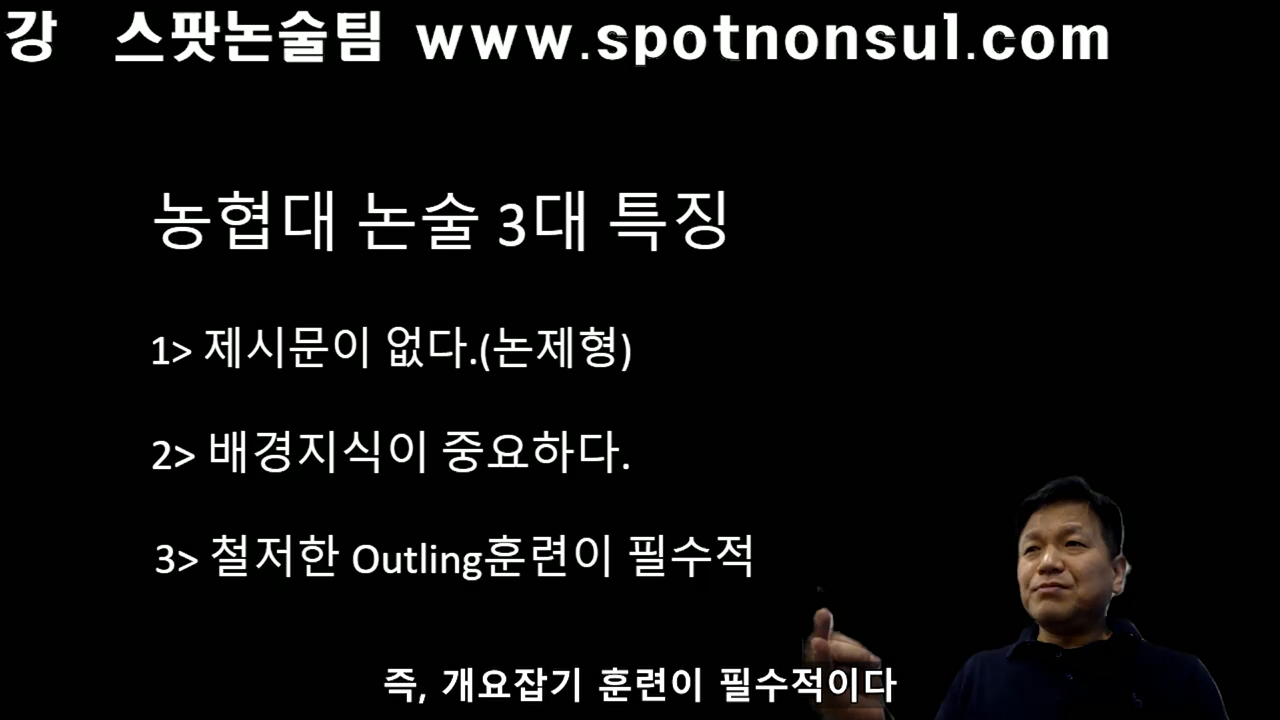 강 스팟논술팀 www.spotnonsul.com
농협대 논술 3대 특징
1> 제시문이 없다.(논제형)
2> 배경지식이 중요하다.
3> 철저한 Outling훈련이 필수적
즉, 개요잡기 훈련이 필수적이다